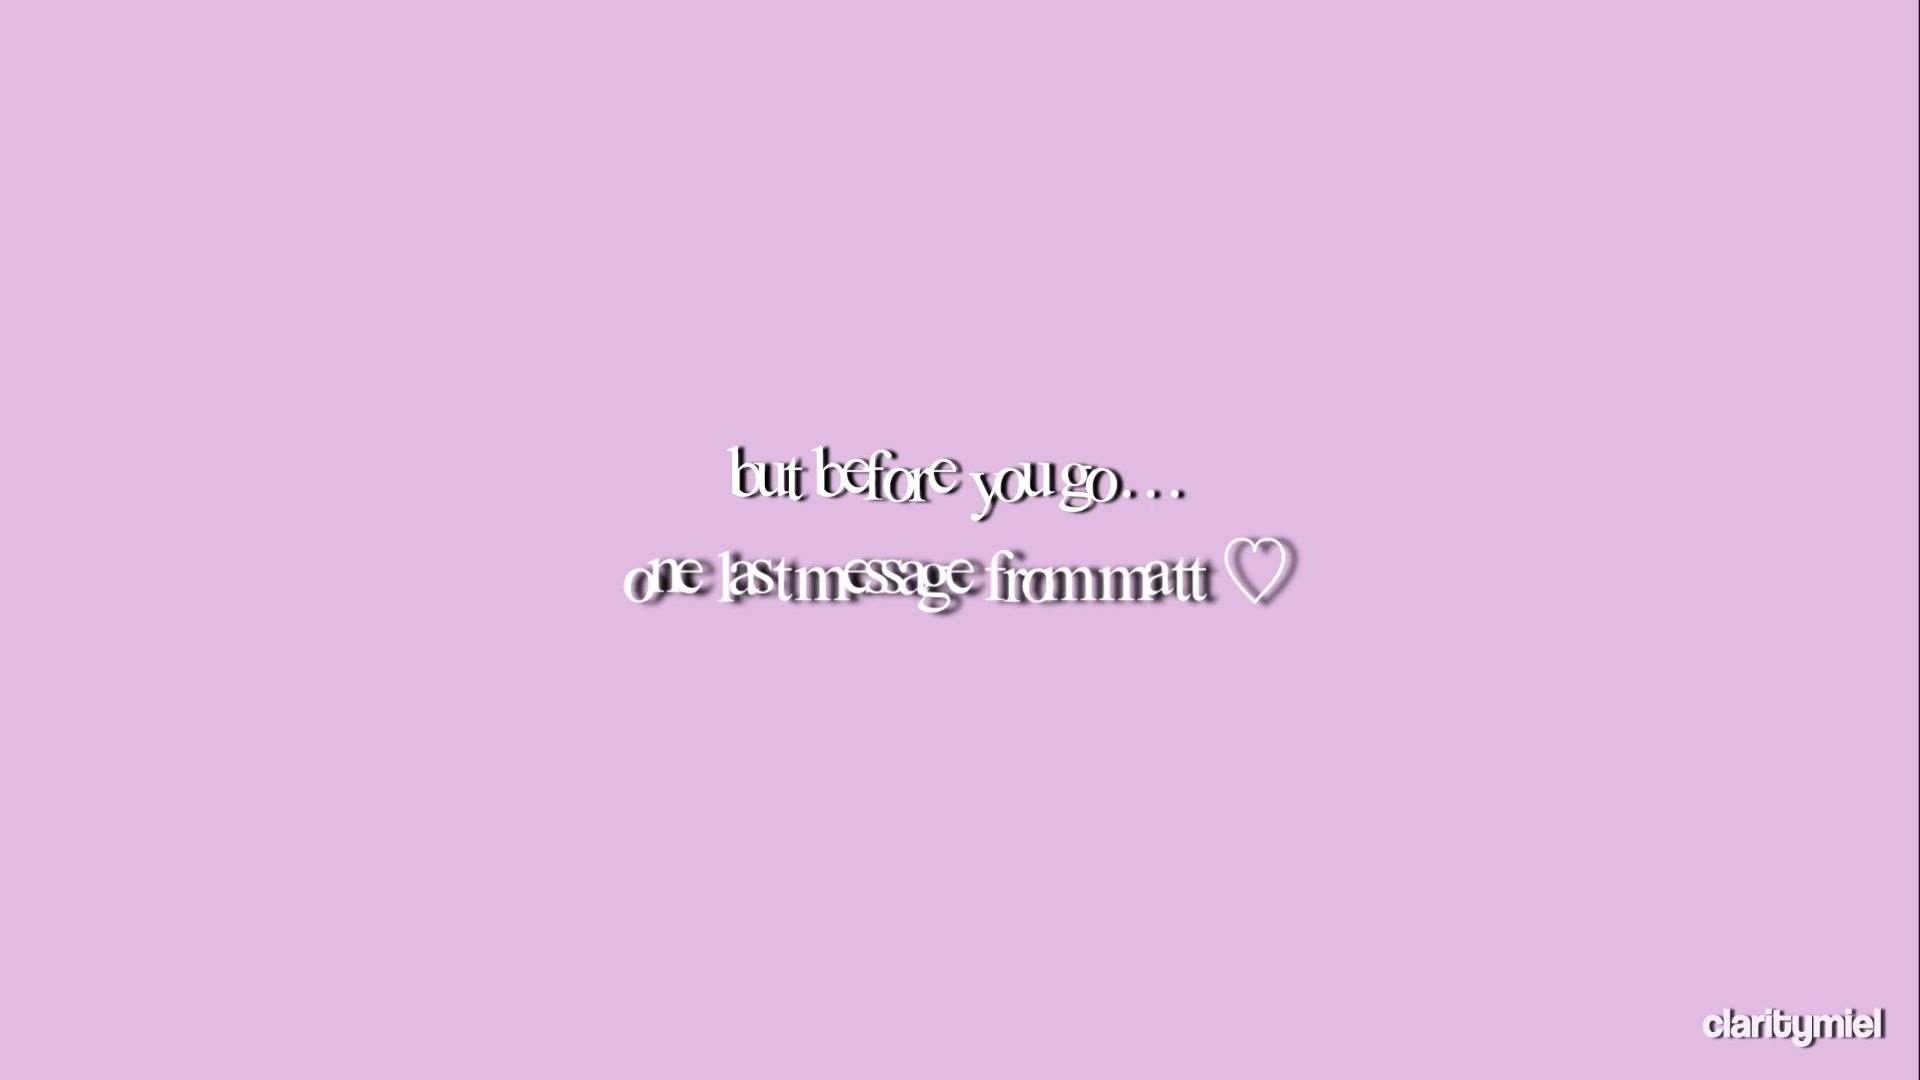 but before you go...
one last message from matt ♡
claritymiel